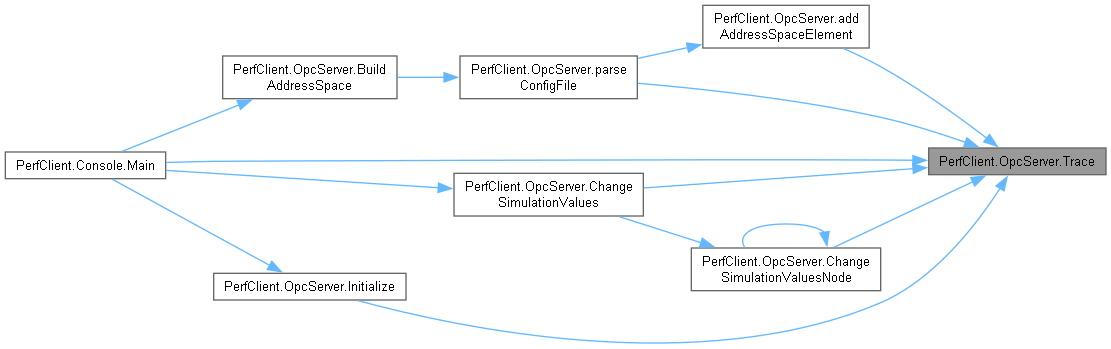 PerfClient.OpcServer.add
AddressSpaceElement
PerfClient.OpcServer.Build
AddressSpace
PerfClient.OpcServer.parse
ConfigFile
PerfClient.Console.Main
PerfClient.OpcServer.Trace
PerfClient.OpcServer.Change
SimulationValues
PerfClient.OpcServer.Change
SimulationValuesNode
PerfClient.OpcServer.Initialize